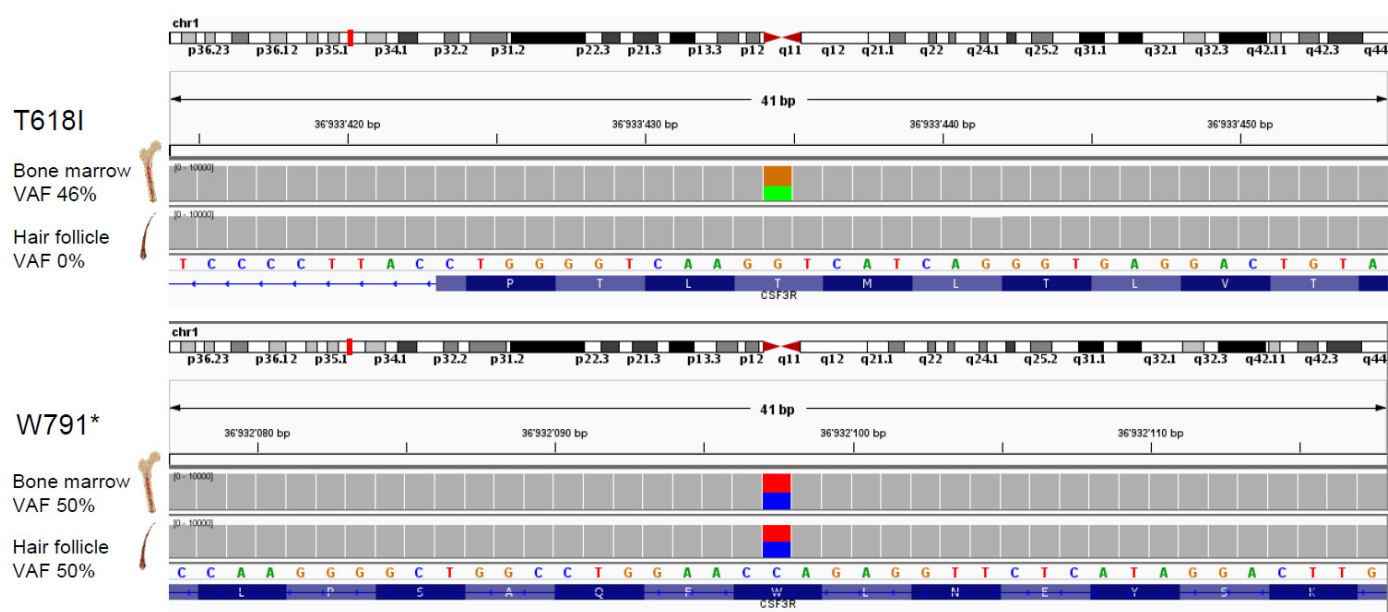 chr1
p36.23 p36.12 p35.1 p34.1 p32.2 p31.2 p22.3 p21.3 p13.3 p12 q11 q12 q21.1 q22 q24.1 q25.2 q31.1 q32.1 q32.3 q42.11 q42.3 q44
41 bp
T618I
36'933'420 bp 36'933'430 bp 36'933'440 bp 36'933'450 bp
Bone marrow
VAF 46%
[0 - 10000]
Hair follicle
VAF 0%
[0 - 10000]
T C C C C T T A C C T G G G G T C A A G G T C A T C A G G G T G A G G A C T G T A
P T L T M L T L V T
CSF3R
chr1
p36.23 p36.12 p35.1 p34.1 p32.2 p31.2 p22.3 p21.3 p13.3 p12 q11 q12 q21.1 q22 q24.1 q25.2 q31.1 q32.1 q32.3 q42.11 q42.3 q44
41 bp
W791*
36'932'080 bp 36'932'090 bp 36'932'100 bp 36'932'110 bp
Bone marrow
VAF 50%
[0 - 10000]
Hair follicle
VAF 50%
[0 - 10000]
C C A A G G G G C T G G C C T G G A A C C A G A G G T T C T C A T A G G A C T T G
L P S A Q F W L N E Y S K
CSF3R